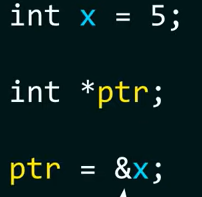 int x = 5;
int *ptr;
ptr = &x;